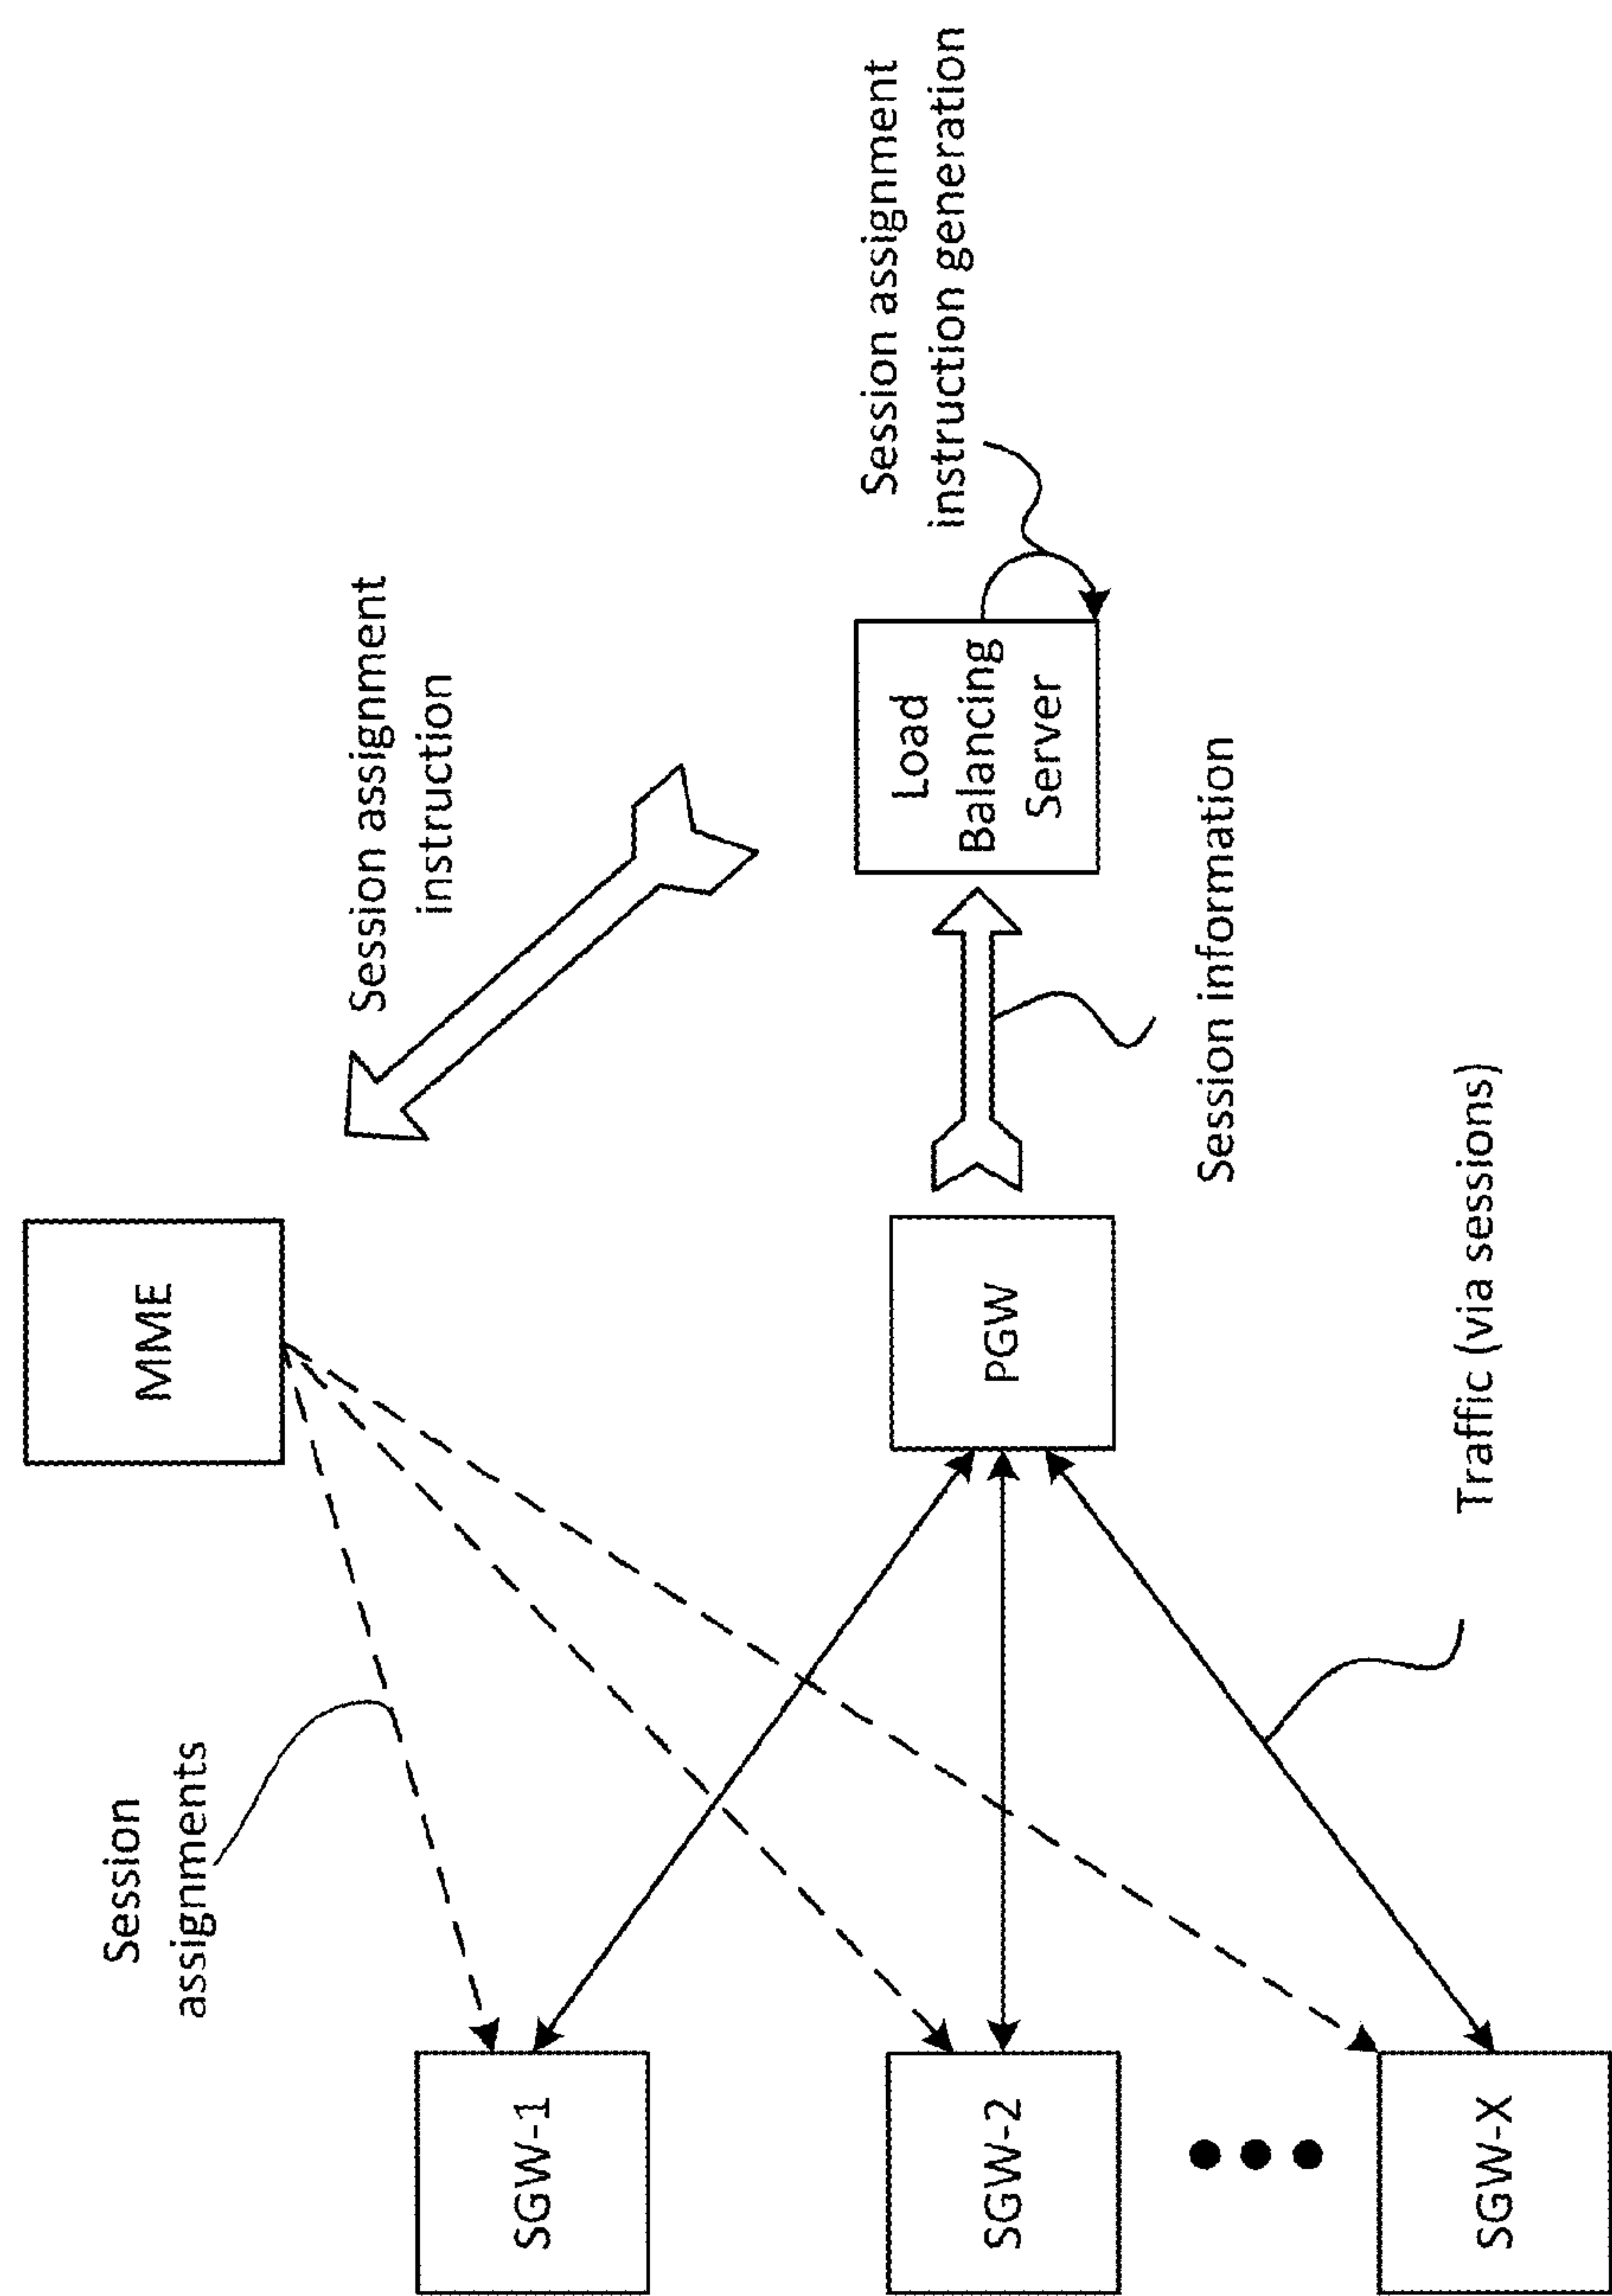 MME
Session assignment
instruction
Session
assignments
Session assignment
instruction generation
SGW-1
SGW-2
PGW
Load
Balancing
Server
Session information
SGW-X
Traffic (via sessions)